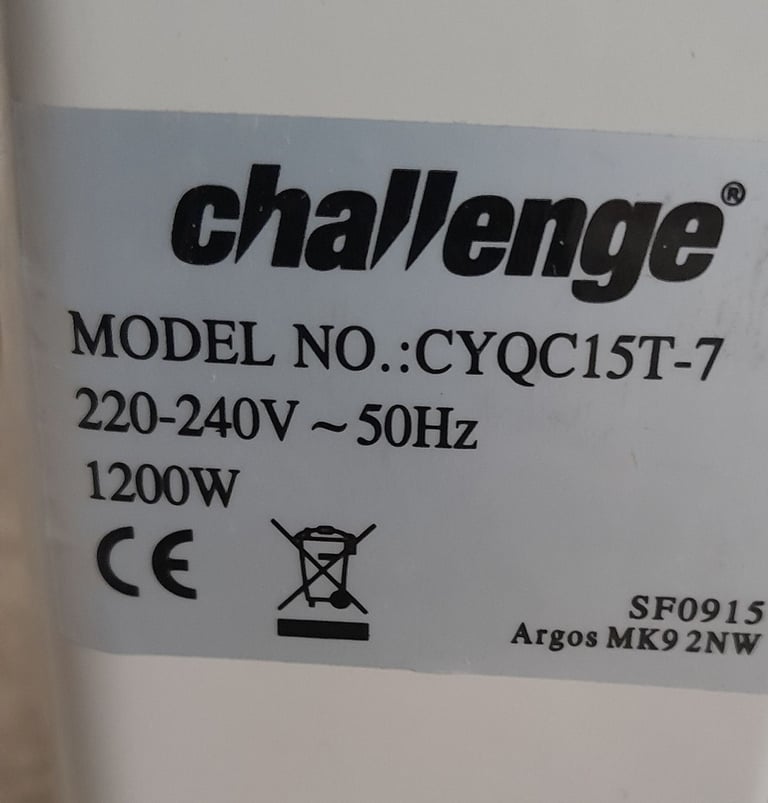 challenge®
MODEL NO.:CYQC15T-7
220-240V ~ 50Hz
1200W
CE
SF0915
Argos MK9 2NW